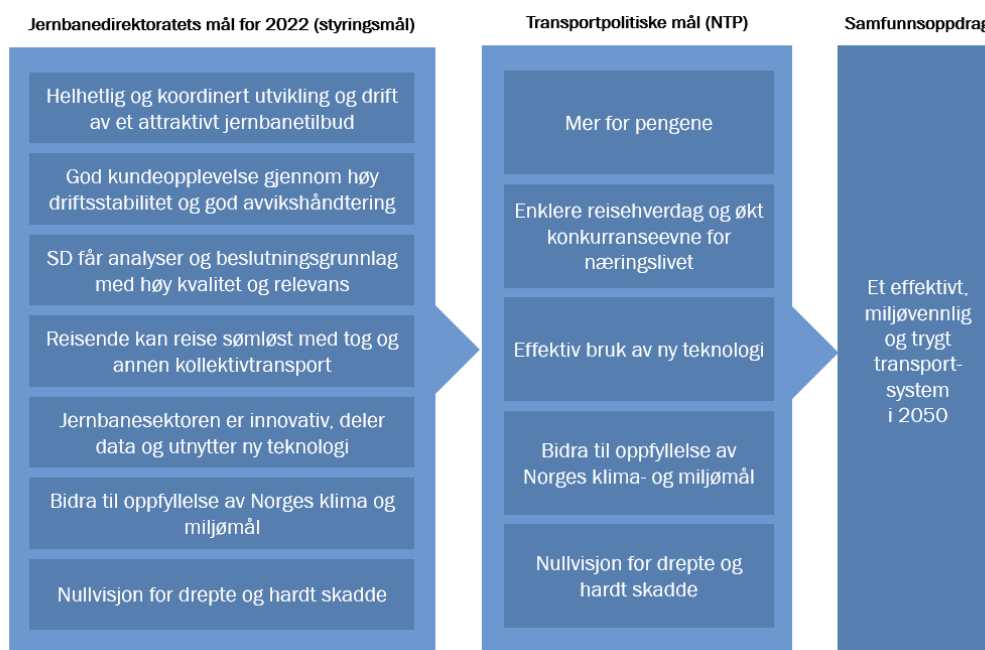 Jernbanedirektoratets mål for 2022 (styringsmål)
Helhetlig og koordinert utvikling og drift
av et attraktivt jernbanetilbud
God kundeopplevelse gjennom høy
driftsstabilitet og god avvikshåndtering
SD får analyser og beslutningsgrunnlag
med høy kvalitet og relevans
Reisende kan reise sømløst med tog og
annen kollektivtransport
Jernbanesektoren er innovativ, deler
data og utnytter ny teknologi
Bidra til oppfyllelse av Norges klima og
miljømål
Nullvisjon for drepte og hardt skadde
Transportpolitiske mål (NTP)
Mer for pengene
Enklere reisehverdag og økt
konkurranseevne for
næringslivet
Effektiv bruk av ny teknologi
Bidra til oppfyllelse av
Norges klima- og miljømål
Nullvisjon for drepte og
hardt skadde
Samfunnsoppdrag
Et effektivt,
miljøvennlig
og trygt
transport-
system
i 2050